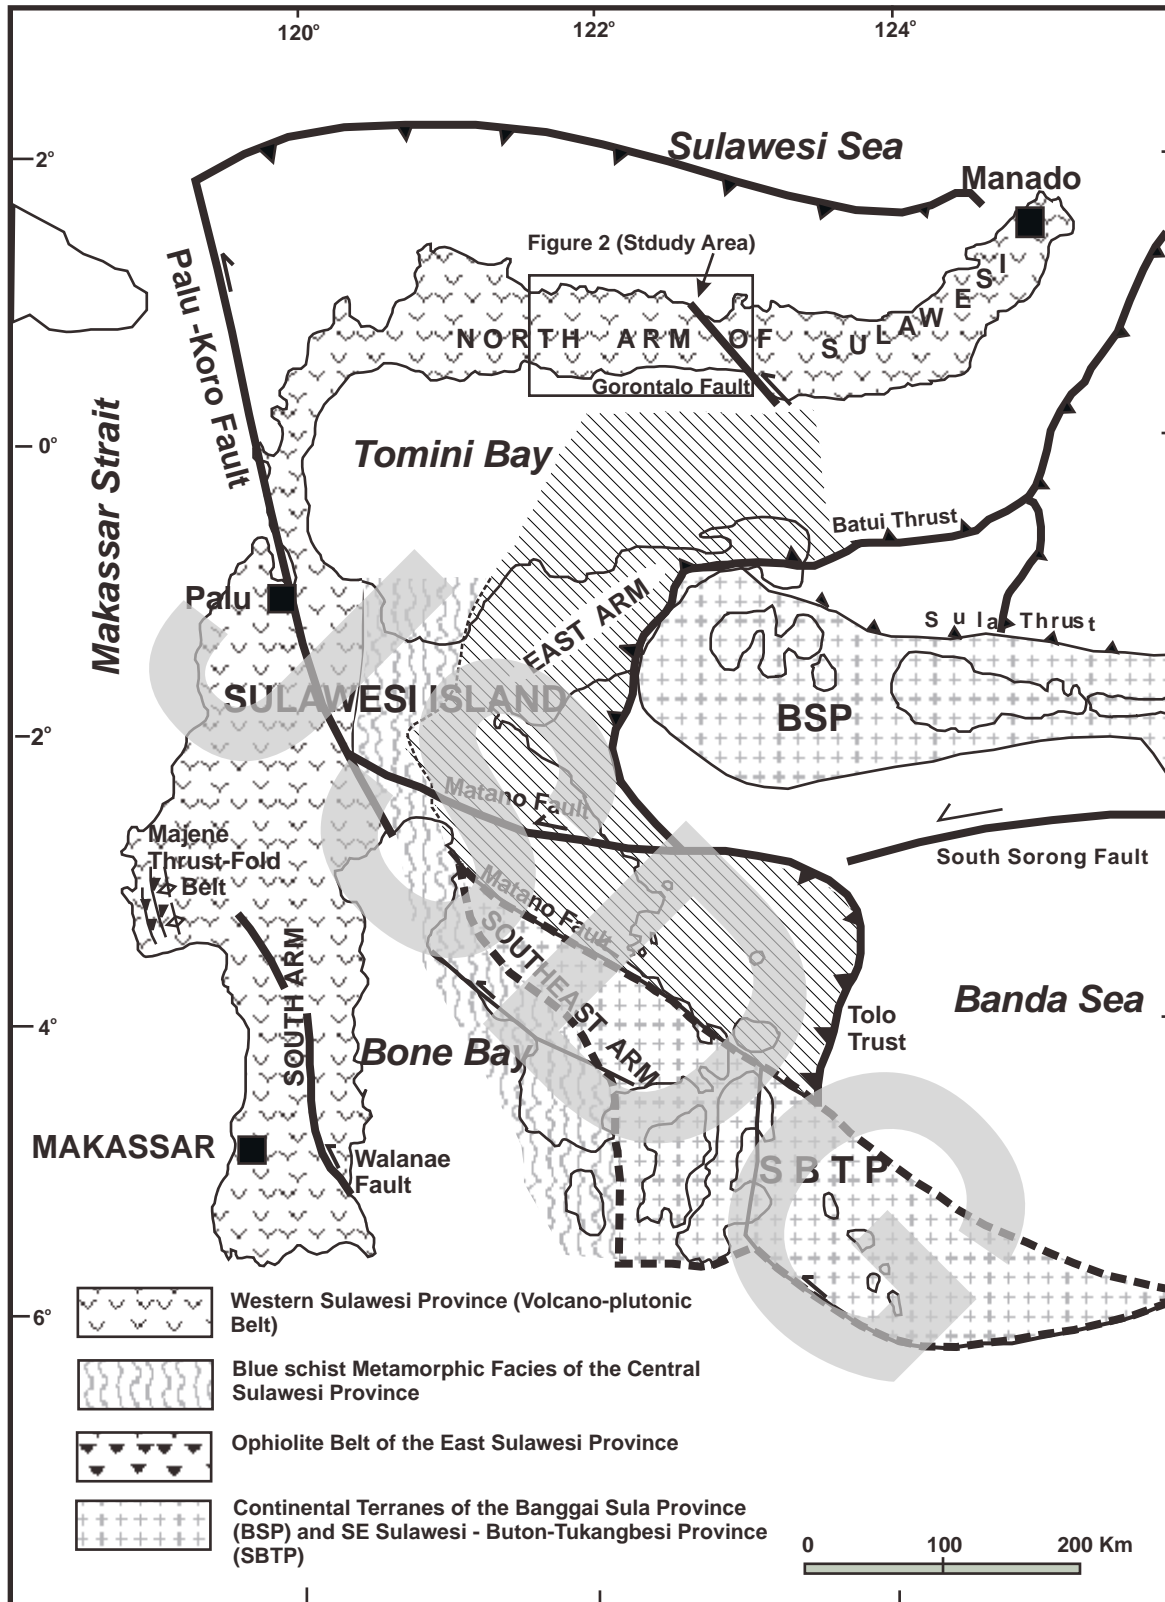 120°
122°
124°
2°
Sulawesi Sea
Manado
Figure 2 (Stdudy Area)
Palu -Koro Fault
NORTH ARM OF SULAWESI
Gorontalo Fault
Makassar Strait
0°
Tomini Bay
Batui Thrust
Palu
EAST ARM
Sula Thrust
SULAWESI ISLAND
BSP
2°
Matano Fault
Majene
Thrust-Fold
Belt
South Sorong Fault
Matano Fault
SOUTH ARM
SOUTHEAST ARM
Banda Sea
4°
Tolo
Trust
Bone Bay
MAKASSAR
Walanae
Fault
SBTP
6°
Western Sulawesi Province (Volcano-plutonic
Belt)
Blue schist Metamorphic Facies of the Central
Sulawesi Province
Ophiolite Belt of the East Sulawesi Province
Continental Terranes of the Banggai Sula Province
(BSP) and SE Sulawesi - Buton-Tukangbesi Province
(SBTP)
0 100 200 Km